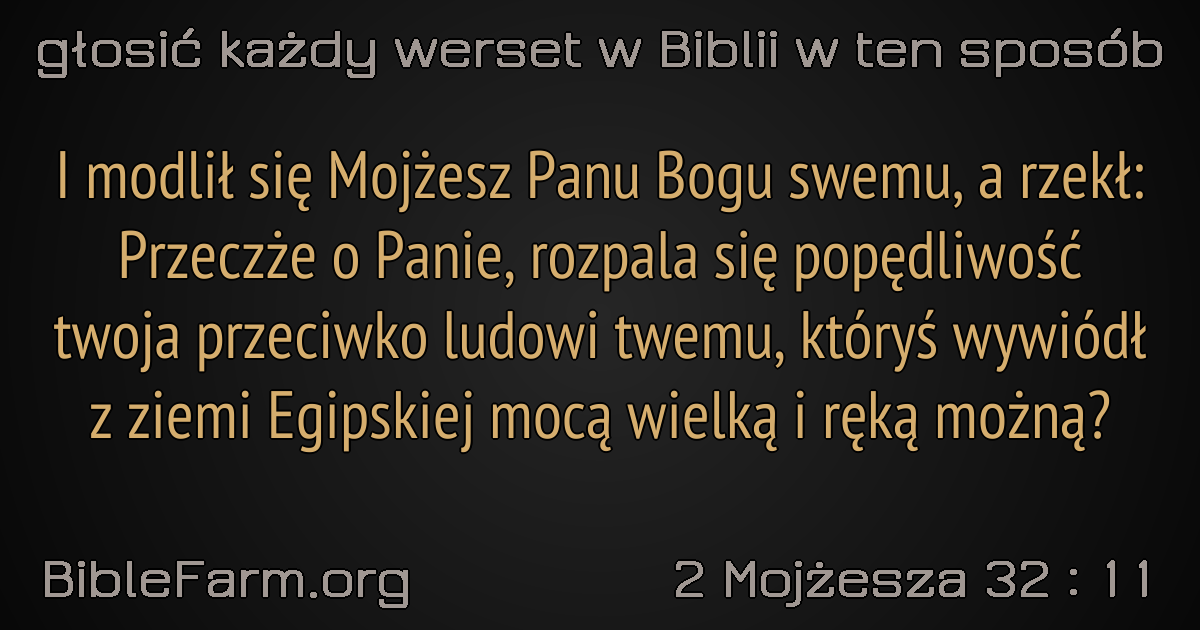 głosić każdy werset w Biblii w ten sposób
I modlił się Mojżesz Panu Bogu swemu, a rzekł:
Przeczże o Panie, rozpala się popędliwość
twoja przeciwko ludowi twemu, któryś wywiódł
z ziemi Egipskiej mocą wielką i ręką możną?
BibleFarm.org
2 Mojżesza 32 : 11